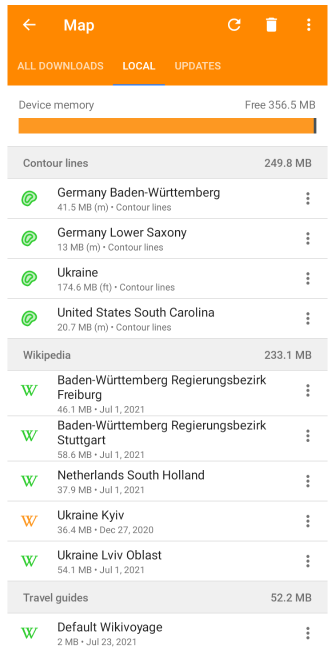 Map
ALL DOWNLOADS LOCAL UPDATES
Device memory Free 356.5 MB
Contour lines 249.8 MB
Germany Baden-Württemberg
41.5 MB (m) • Contour lines
Germany Lower Saxony
13 MB (m) • Contour lines
Ukraine
174.6 MB (ft) • Contour lines
United States South Carolina
20.7 MB (m) • Contour lines
Wikipedia 233.1 MB
Baden-Württemberg Regierungsbezirk
Freiburg
46.1 MB • Jul 1, 2021
Baden-Württemberg Regierungsbezirk
Stuttgart
58.6 MB • Jul 1, 2021
Netherlands South Holland
37.9 MB • Jul 1, 2021
Ukraine Kyiv
36.4 MB • Dec 27, 2020
Ukraine Lviv Oblast
54.1 MB • Jul 1, 2021
Travel guides 52.2 MB
Default Wikivoyage
2 MB • Jul 23, 2021